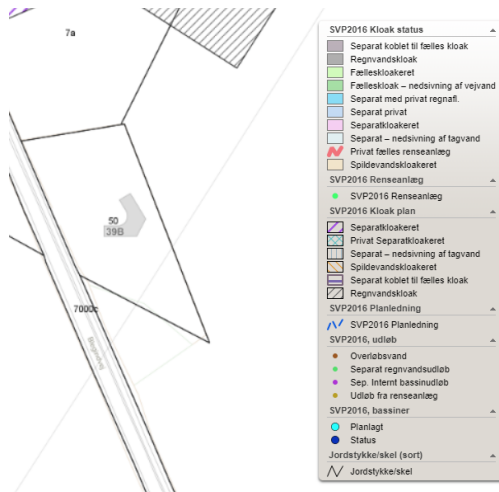 7a
50
39B
7000c
SVP2016 Kloak status
Separat koblet til fælles kloak
Regnvandskloak
Fælleskloakeret
Fælleskloak – nedsivning af vejvand
Separat med privat regnafl.
Separat privat
Separatkloakeret
Separat – nedsivning af tagvand
Privat fælles renseanlæg
Spildevandskloakeret
SVP2016 Renseanlæg
SVP2016 Renseanlæg
SVP2016 Kloak plan
Separatkloakeret
Privat Separatkloakeret
Separat – nedsivning af tagvand
Spildevandskloakeret
Separat koblet til fælles kloak
Regnvandskloak
SVP2016 Planledning
SVP2016 Planledning
SVP2016, udløb
Overløbsvand
Separat regnvandsudløb
Sep. Internt bassinudløb
Udløb fra renseanlæg
SVP2016, bassiner
Planlagt
Status
Jordstykke/skel (sort)
Jordstykke/skel